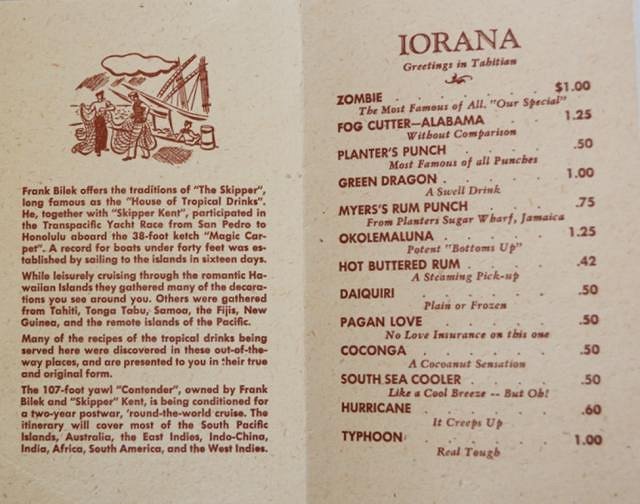 Frank Bilek offers the traditions of "The Skipper",
long famous as the "House of Tropical Drinks".
He, together with "Skipper Kent", participated in
the Transpacific Yacht Race from San Pedro to
Honolulu aboard the 38-foot ketch "Magic Car-
pet". A record for boats under forty feet was es-
tablished by sailing to the islands in sixteen days.
While leisurely cruising through the romantic Ha-
waiian Islands they gathered many of the decora-
tions you see around you. Others were gathered
from Tahiti, Tonga Tabu, Samoa, the Fijis, New
Guinea, and the remote islands of the Pacific.
Many of the recipes of the tropical drinks being
served here were discovered in these out-of-the-
way places, and are presented to you in their true
and original form.
The 107-foot yawl "Contender", owned by Frank
Bilek and "Skipper" Kent, is being conditioned for
a two-year postwar, 'round-the-world cruise. The
itinerary will cover most of the South Pacific
Islands, Australia, the East Indies, Indo-China,
India, Africa, South America, and the West Indies.
IORANA
Greetings in Tahitian
ZOMBIE . . . . . . $1.00
The Most Famous of All. "Our Special"
FOG CUTTER—ALABAMA . . . 1.25
Without Comparison
PLANTER'S PUNCH . . . . . .50
Most Famous of all Punches
GREEN DRAGON . . . . . 1.00
A Swell Drink
MYERS'S RUM PUNCH . . . . .75
From Planters Sugar Wharf, Jamaica
OKOLEMALUNA . . . . . 1.25
Potent "Bottoms Up"
HOT BUTTERED RUM . . . . .42
A Steaming Pick-up
DAIQUIRI . . . . . . .50
Plain or Frozen
PAGAN LOVE . . . . . .50
No Love Insurance on this one
COCONGA . . . . . . .50
A Cocoanut Sensation
SOUTH SEA COOLER . . . . .50
Like a Cool Breeze -- But Oh!
HURRICANE . . . . . . .60
It Creeps Up
TYPHOON . . . . . . 1.00
Real Tough